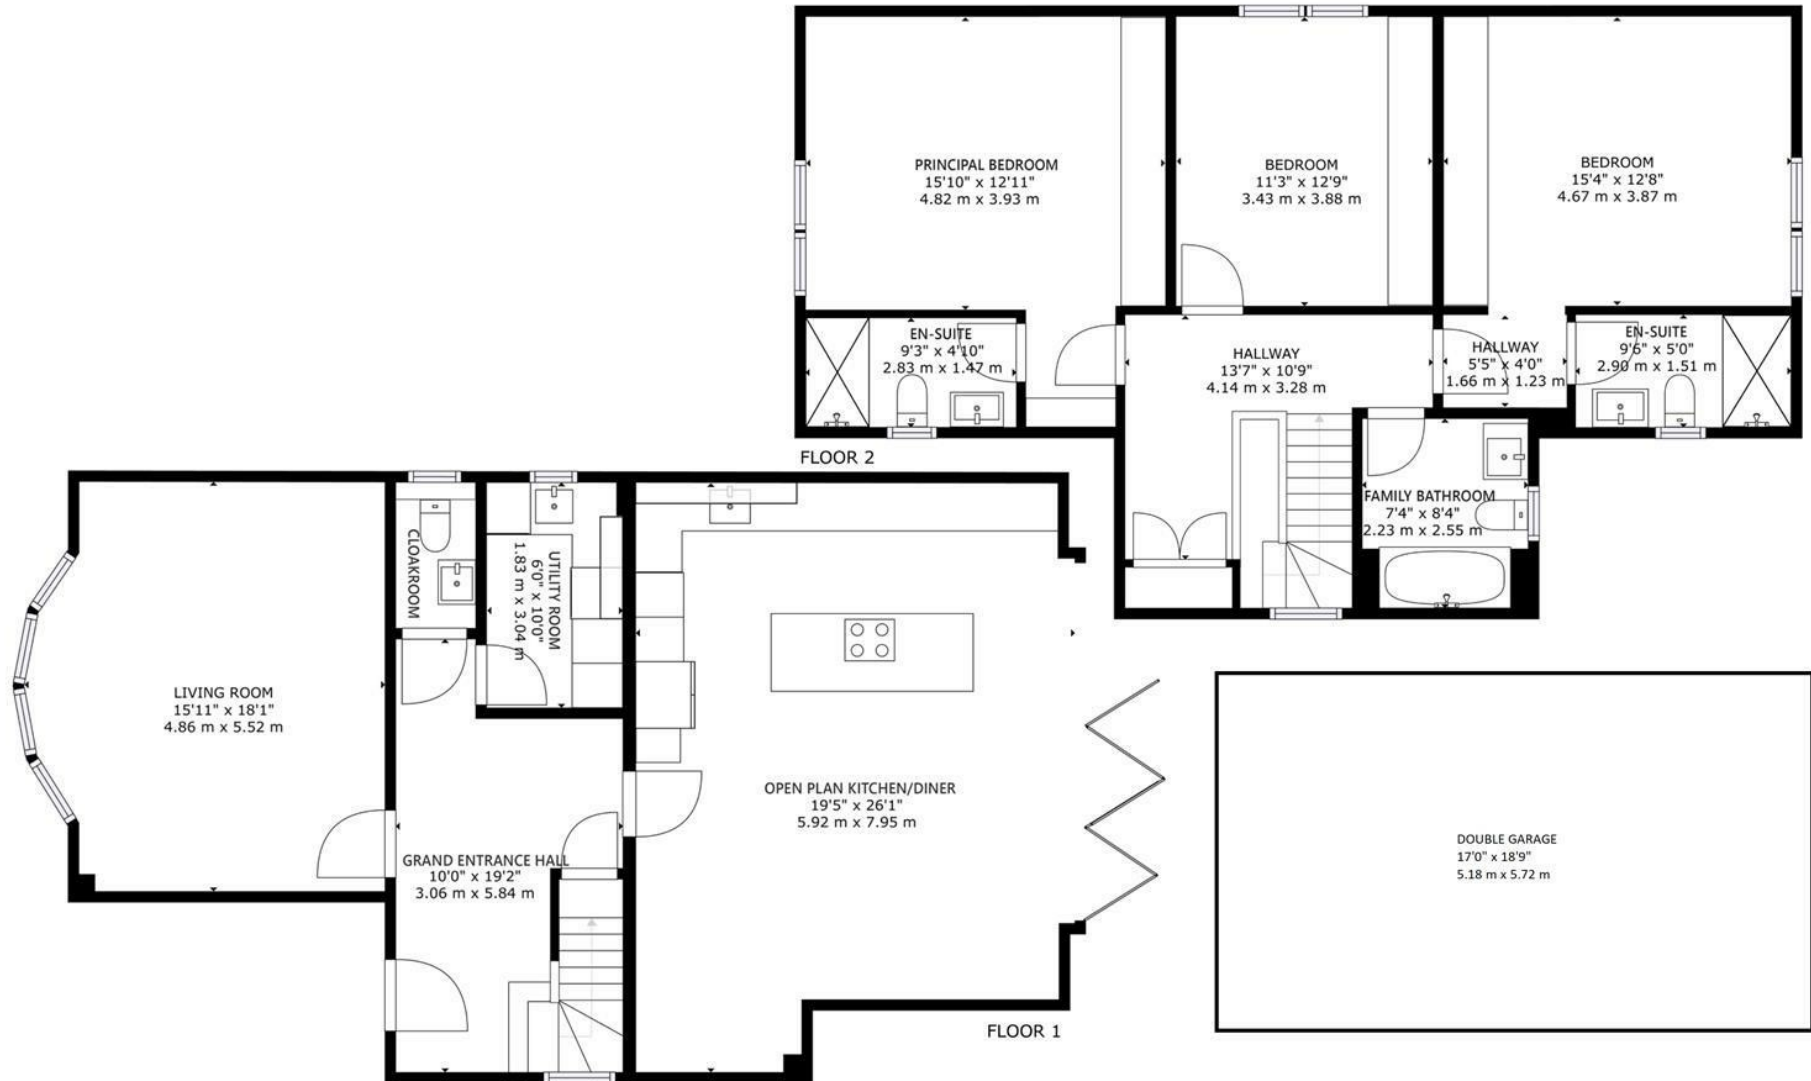 PRINCIPAL BEDROOM
15'10" x 12'11"
4.82 m x 3.93 m
BEDROOM
11'3" x 12'9"
3.43 m x 3.88 m
BEDROOM
15'4" x 12'8"
4.67 m x 3.87 m
EN-SUITE
9'3" x 4'10"
2.83 m x 1.47 m
HALLWAY
13'7" x 10'9"
4.14 m x 3.28 m
HALLWAY
5'5" x 4'0"
1.66 m x 1.23 m
EN-SUITE
9'6" x 5'0"
2.90 m x 1.51 m
FAMILY BATHROOM
7'4" x 8'4"
2.23 m x 2.55 m
FLOOR 2
LIVING ROOM
15'11" x 18'1"
4.86 m x 5.52 m
CLOAKROOM
UTILITY ROOM
6'0" x 10'0"
1.83 m x 3.04 m
GRAND ENTRANCE HALL
10'0" x 19'2"
3.06 m x 5.84 m
OPEN PLAN KITCHEN/DINER
19'5" x 26'1"
5.92 m x 7.95 m
FLOOR 1
DOUBLE GARAGE
17'0" x 18'9"
5.18 m x 5.72 m